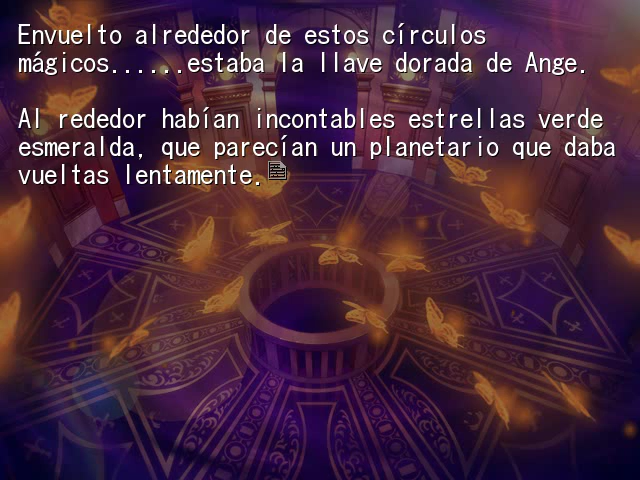 Envuelto alrededor de estos círculos
mágicos......estaba la llave dorada de Ange.
Al rededor habían incontables estrellas verde
esmeralda, que parecían un planetario que daba
vueltas lentamente.